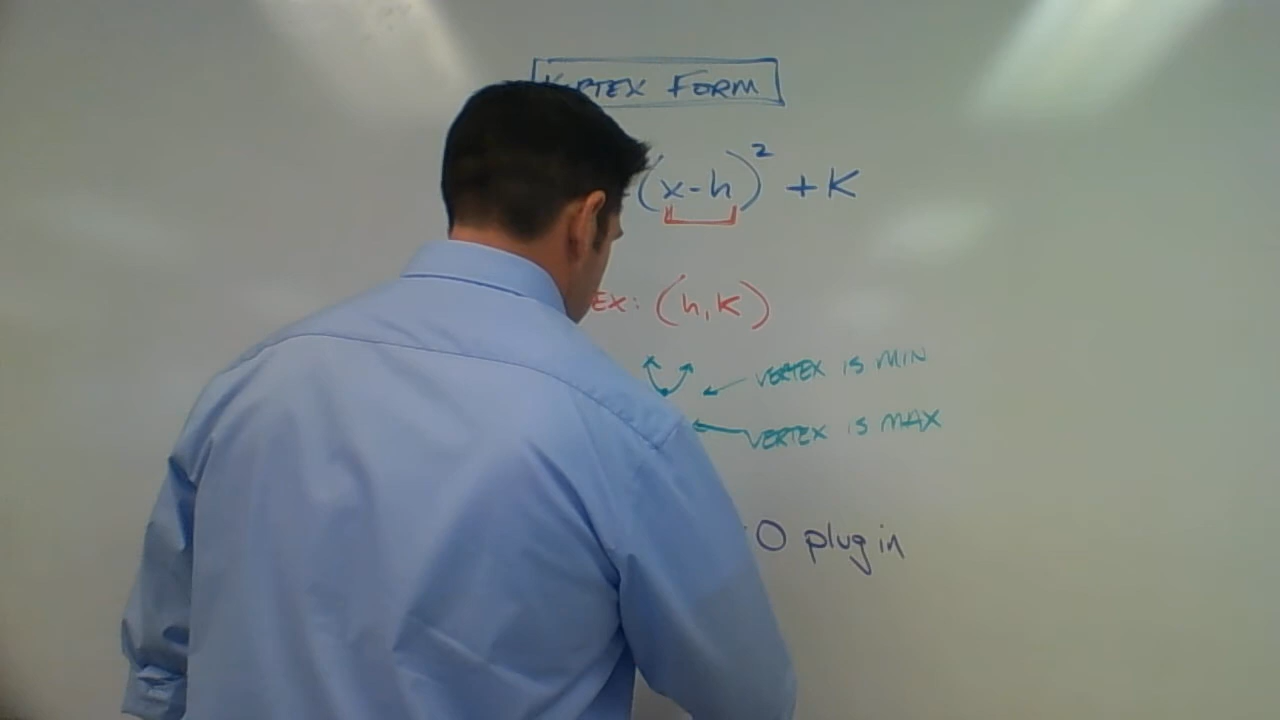 VERTEX FORM
(x-h)² + K
EX: (h, K)
VERTEX IS MIN
VERTEX IS MAX
0 plug in